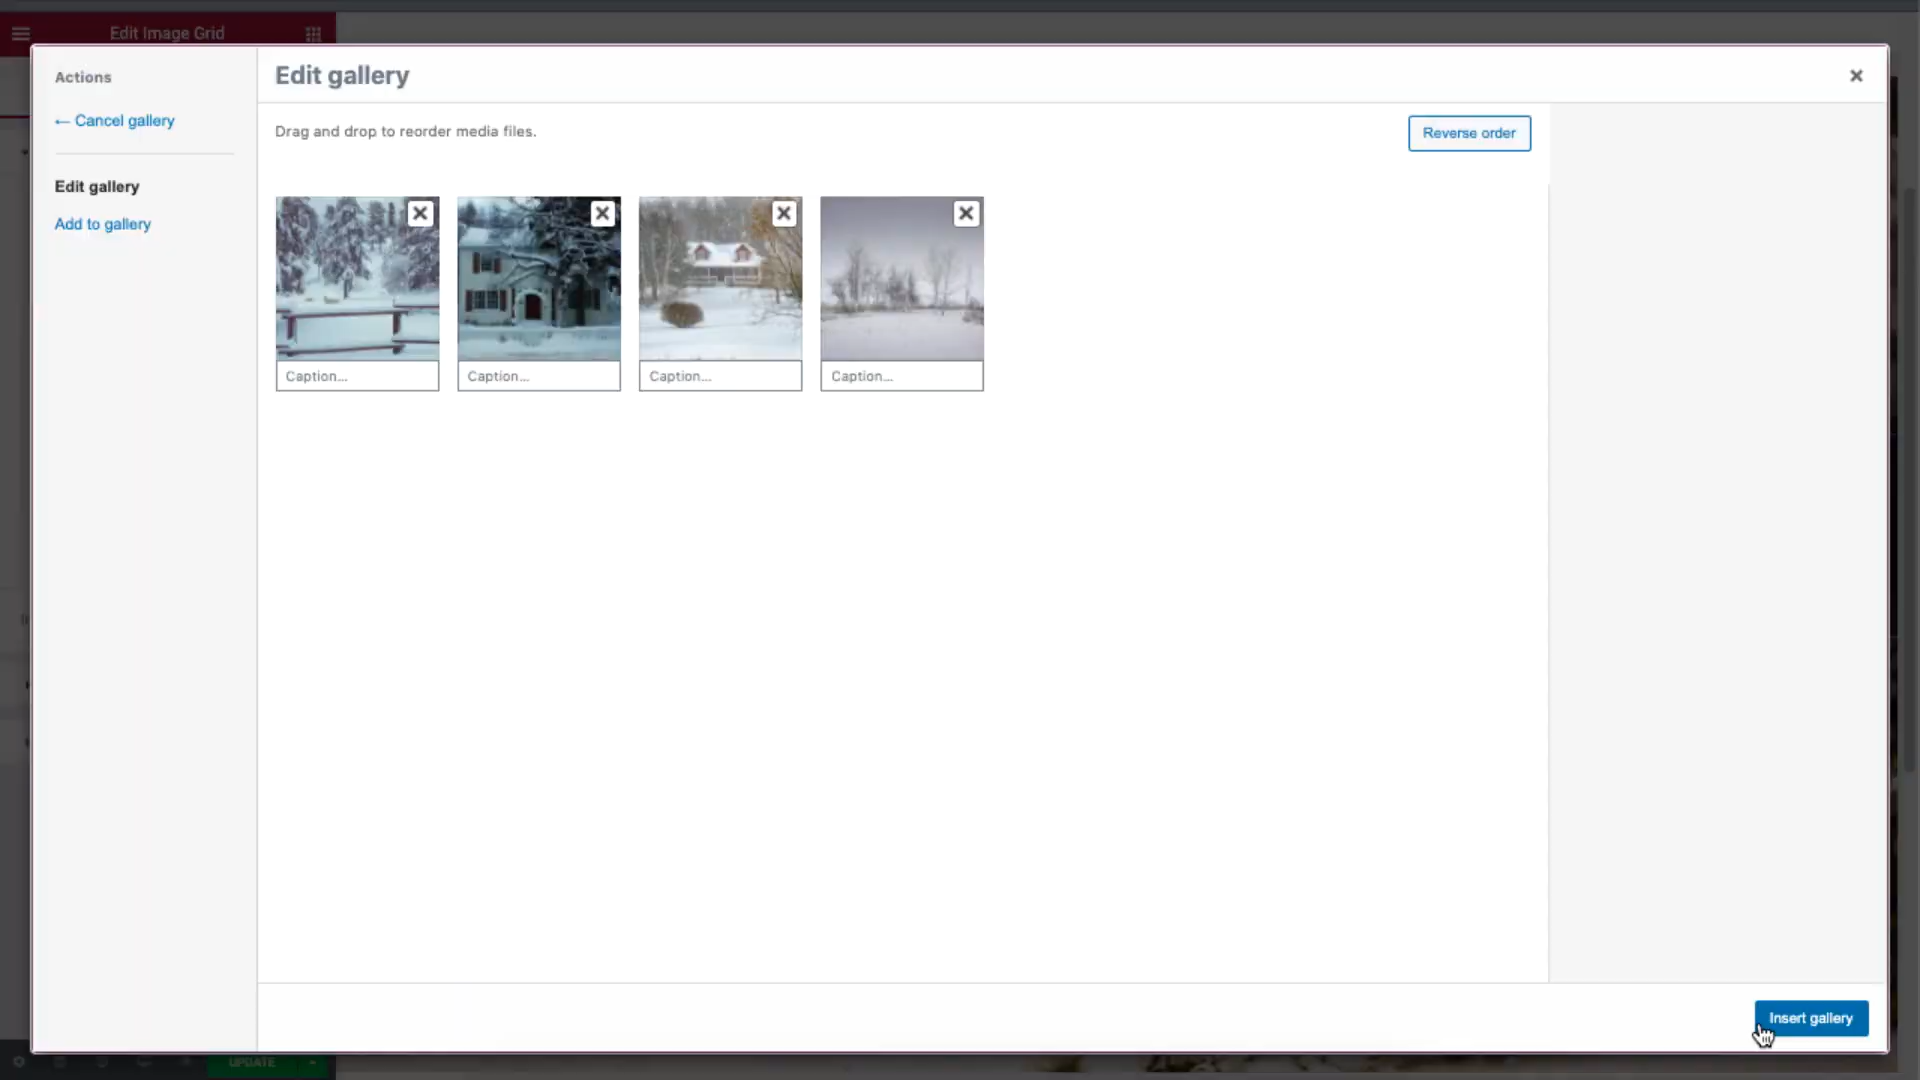 Edit Image Grid
Actions
Edit gallery
← Cancel gallery
Drag and drop to reorder media files.
Reverse order
Edit gallery
Add to gallery
Caption...
Caption...
Caption...
Caption...
Insert gallery
UPDATE